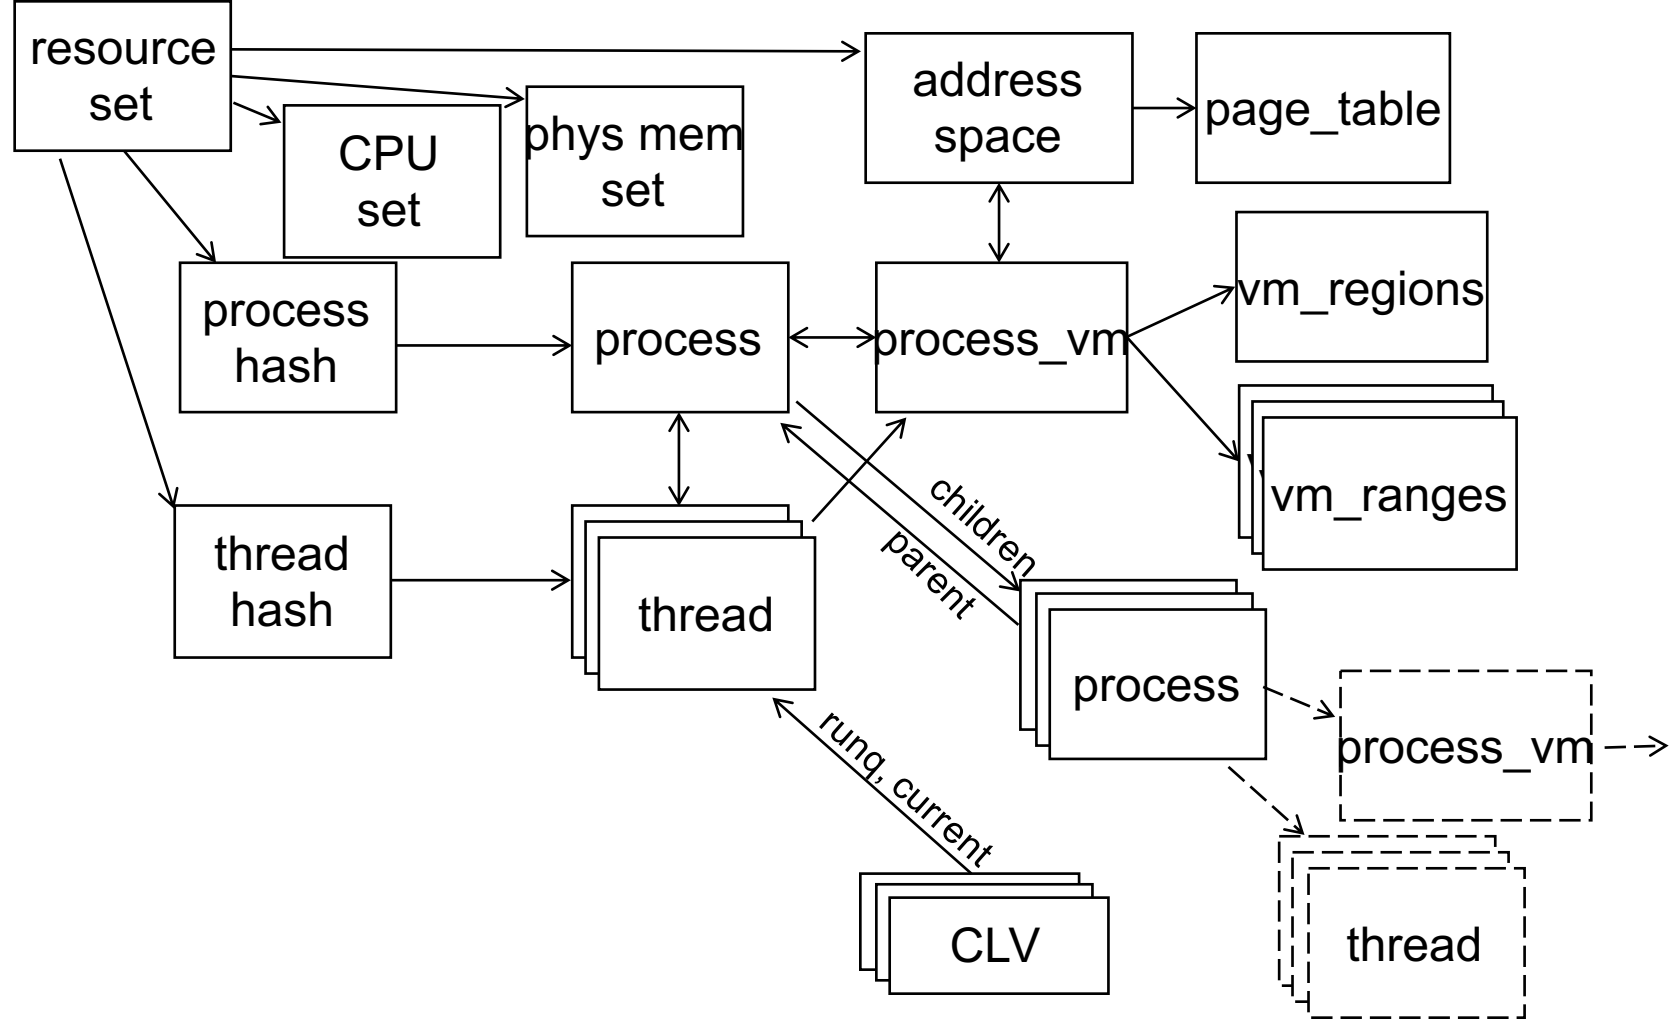 resource
set
address
space
page_table
CPU
set
phys mem
set
process
hash
process
process_vm
vm_regions
vm_ranges
children
parent
thread
hash
thread
process
runq, current
process_vm
CLV
thread